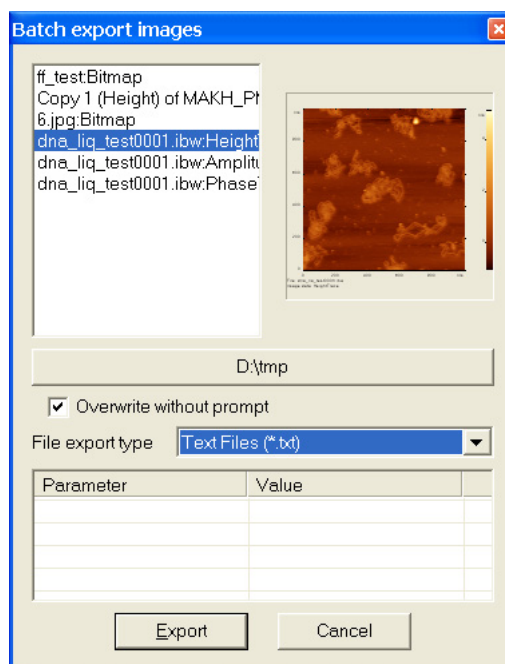 Batch export images
ff_test:Bitmap
Copy 1 (Height) of MAKH_
6.jpg:Bitmap
dna_liq_test0001.ibw:Height
dna_liq_test0001.ibw:Amplitu
dna_liq_test0001.ibw:Phase
D:\tmp
Overwrite without prompt
File export type
Text Files (*.txt)
Parameter Value
Export Cancel